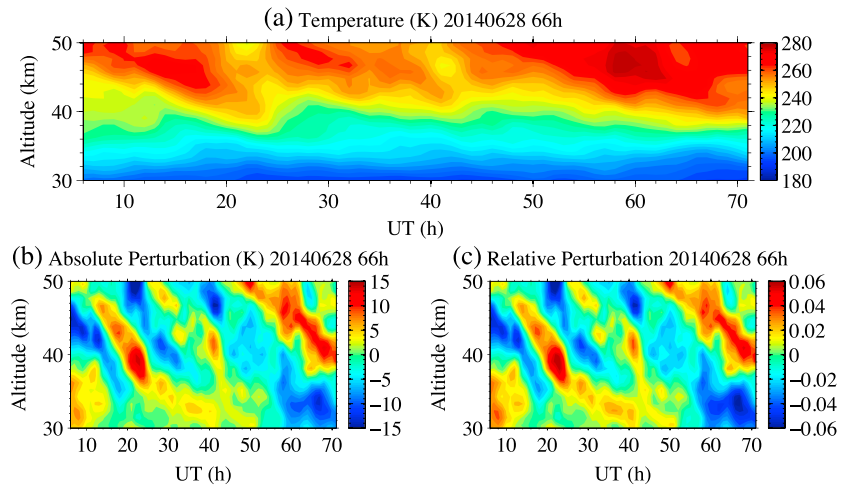 (a) Temperature (K) 20140628 66h
50
40
30
Altitude (km)
10 20 30 40 50 60 70
UT (h)
280
260
240
220
200
180
(b) Absolute Perturbation (K) 20140628 66h
50
40
30
Altitude (km)
10 20 30 40 50 60 70
UT (h)
15
10
5
0
−5
−10
−15
(c) Relative Perturbation 20140628 66h
50
40
30
Altitude (km)
10 20 30 40 50 60 70
UT (h)
0.06
0.04
0.02
0
−0.02
−0.04
−0.06